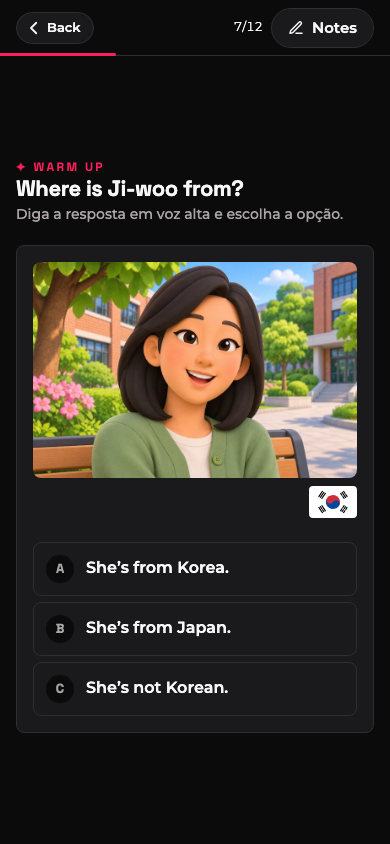 Back
7/12
Notes
WARM UP
Where is Ji-woo from?
Diga a resposta em voz alta e escolha a opção.
A She's from Korea.
B She's from Japan.
C She's not Korean.